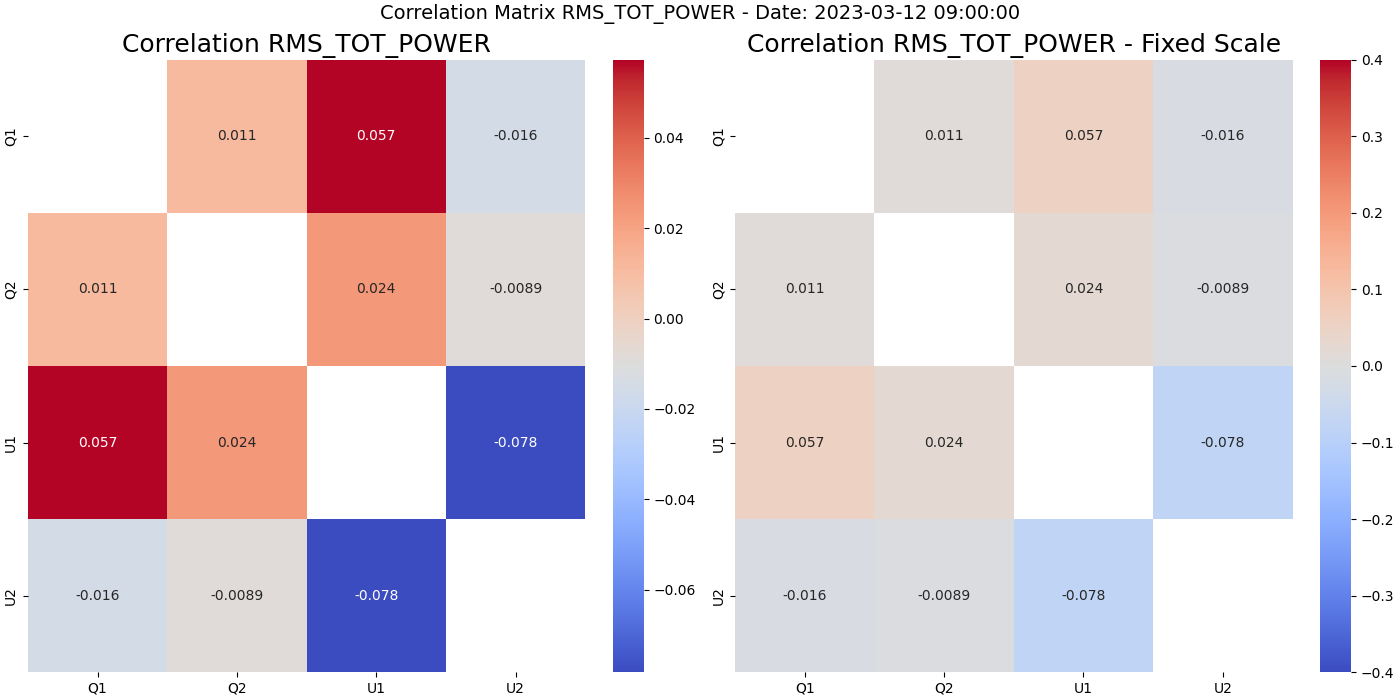 Correlation Matrix RMS_TOT_POWER - Date: 2023-03-12 09:00:00
Correlation RMS_TOT_POWER
Q1
0.011
0.057
-0.016
Q2
0.011
0.024
-0.0089
U1
0.057
0.024
-0.078
U2
-0.016
-0.0089
-0.078
Q1
Q2
U1
U2
0.04
0.02
0.00
−0.02
−0.04
−0.06
Correlation RMS_TOT_POWER - Fixed Scale
Q1
0.011
0.057
-0.016
Q2
0.011
0.024
-0.0089
U1
0.057
0.024
-0.078
U2
-0.016
-0.0089
-0.078
Q1
Q2
U1
U2
0.4
0.3
0.2
0.1
0.0
−0.1
−0.2
−0.3
−0.4